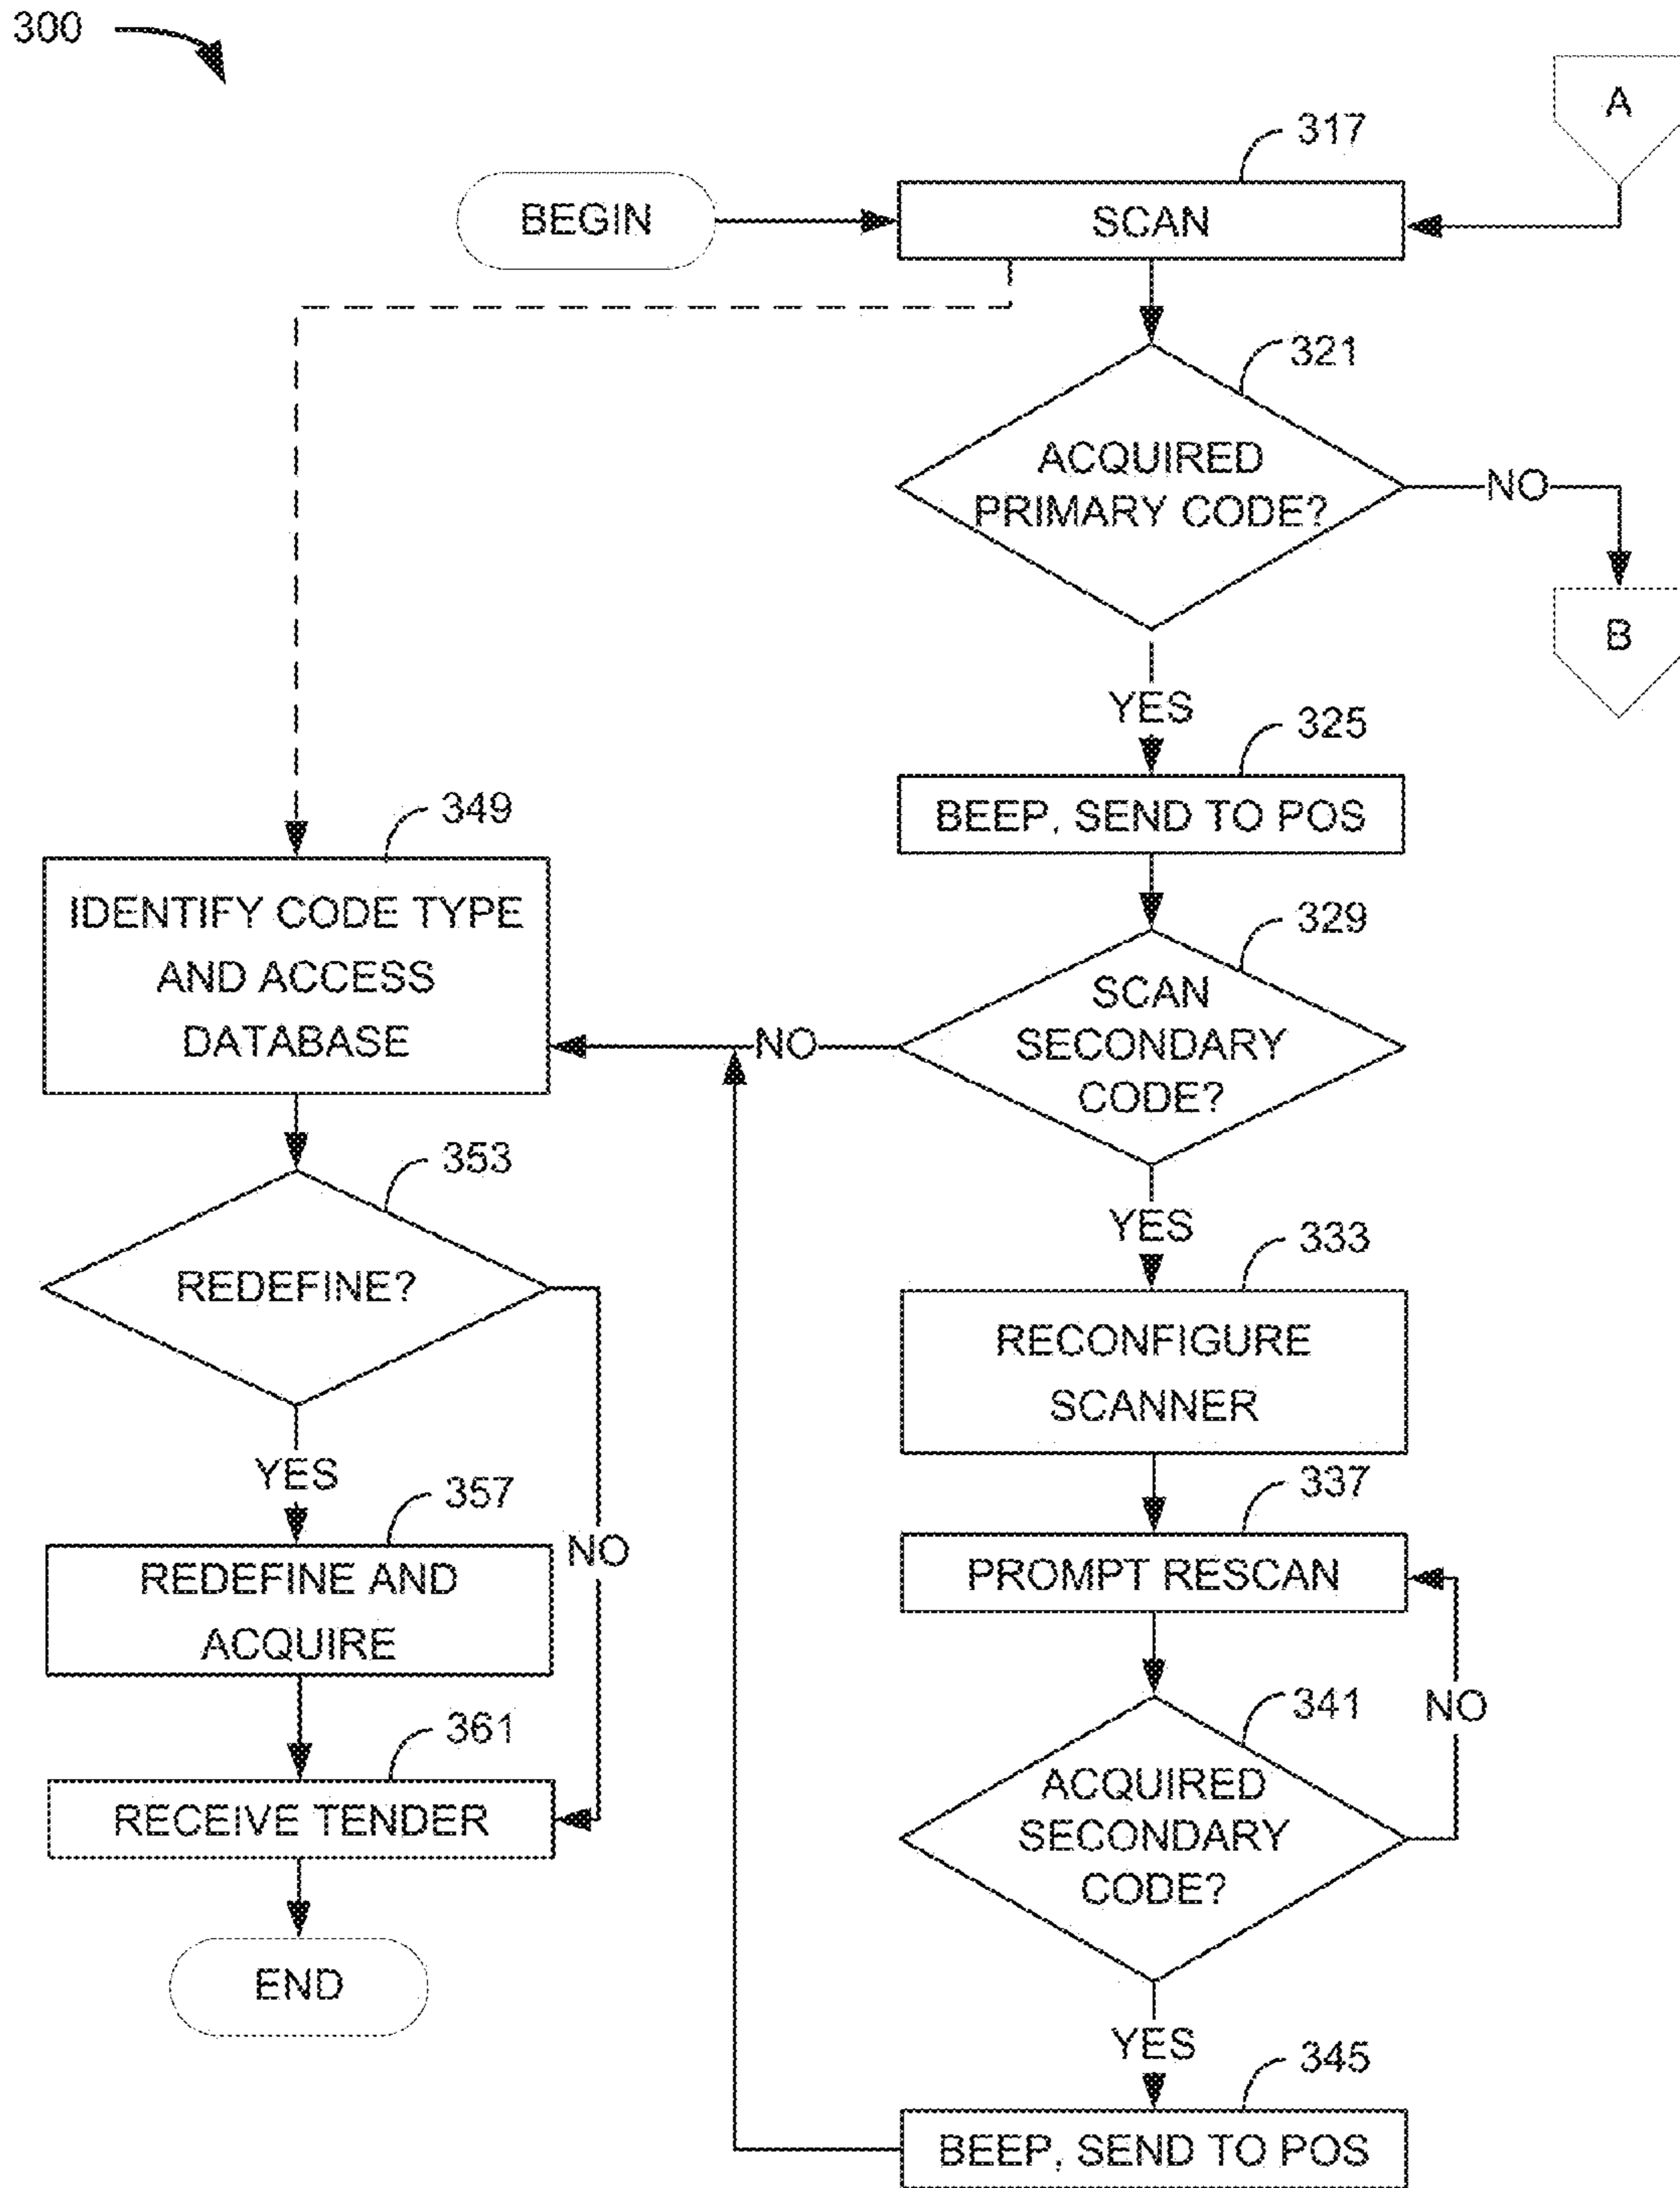 300
A
317
BEGIN
SCAN
321
ACQUIRED
PRIMARY CODE?
NO
B
YES
325
BEEP, SEND TO POS
349
IDENTIFY CODE TYPE
AND ACCESS
DATABASE
329
SCAN
SECONDARY
CODE?
NO
YES
353
REDEFINE?
333
RECONFIGURE
SCANNER
YES
NO
357
REDEFINE AND
ACQUIRE
337
PROMPT RESCAN
341
NO
ACQUIRED
SECONDARY
CODE?
361
RECEIVE TENDER
END
YES
345
BEEP, SEND TO POS